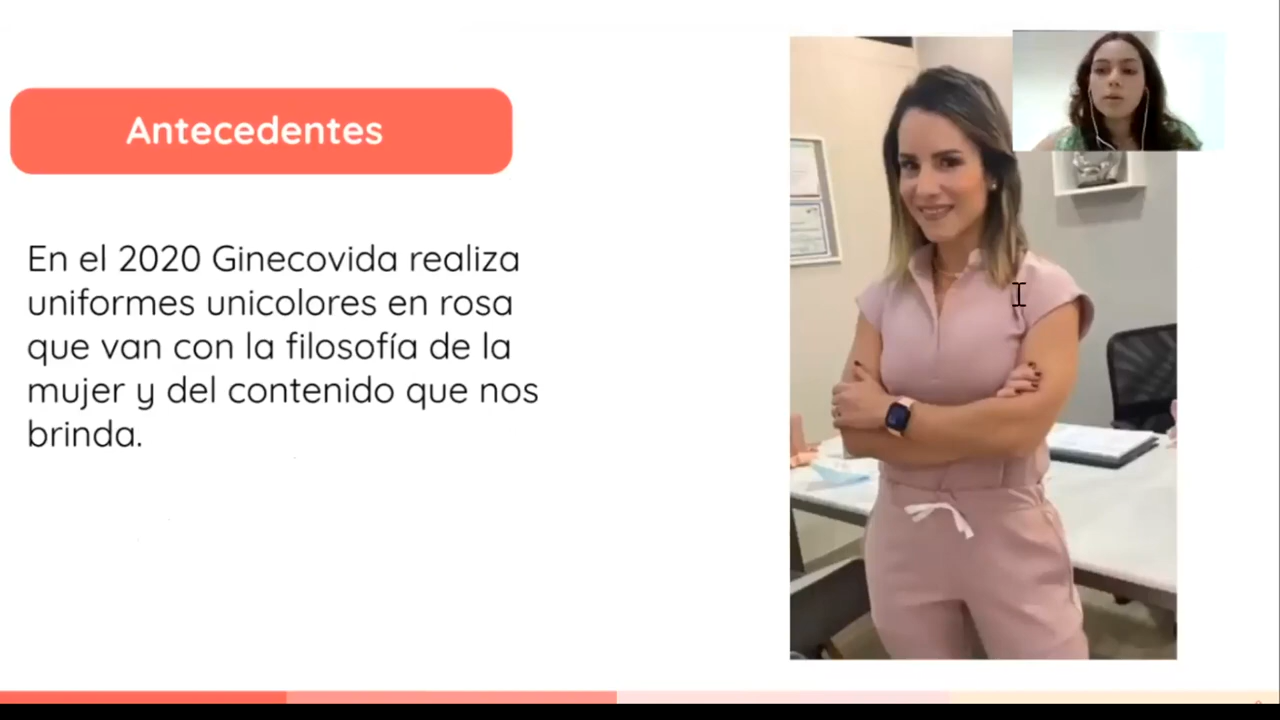 Antecedentes
En el 2020 Ginecovida realiza
uniformes unicolores en rosa
que van con la filosofía de la
mujer y del contenido que nos
brinda.